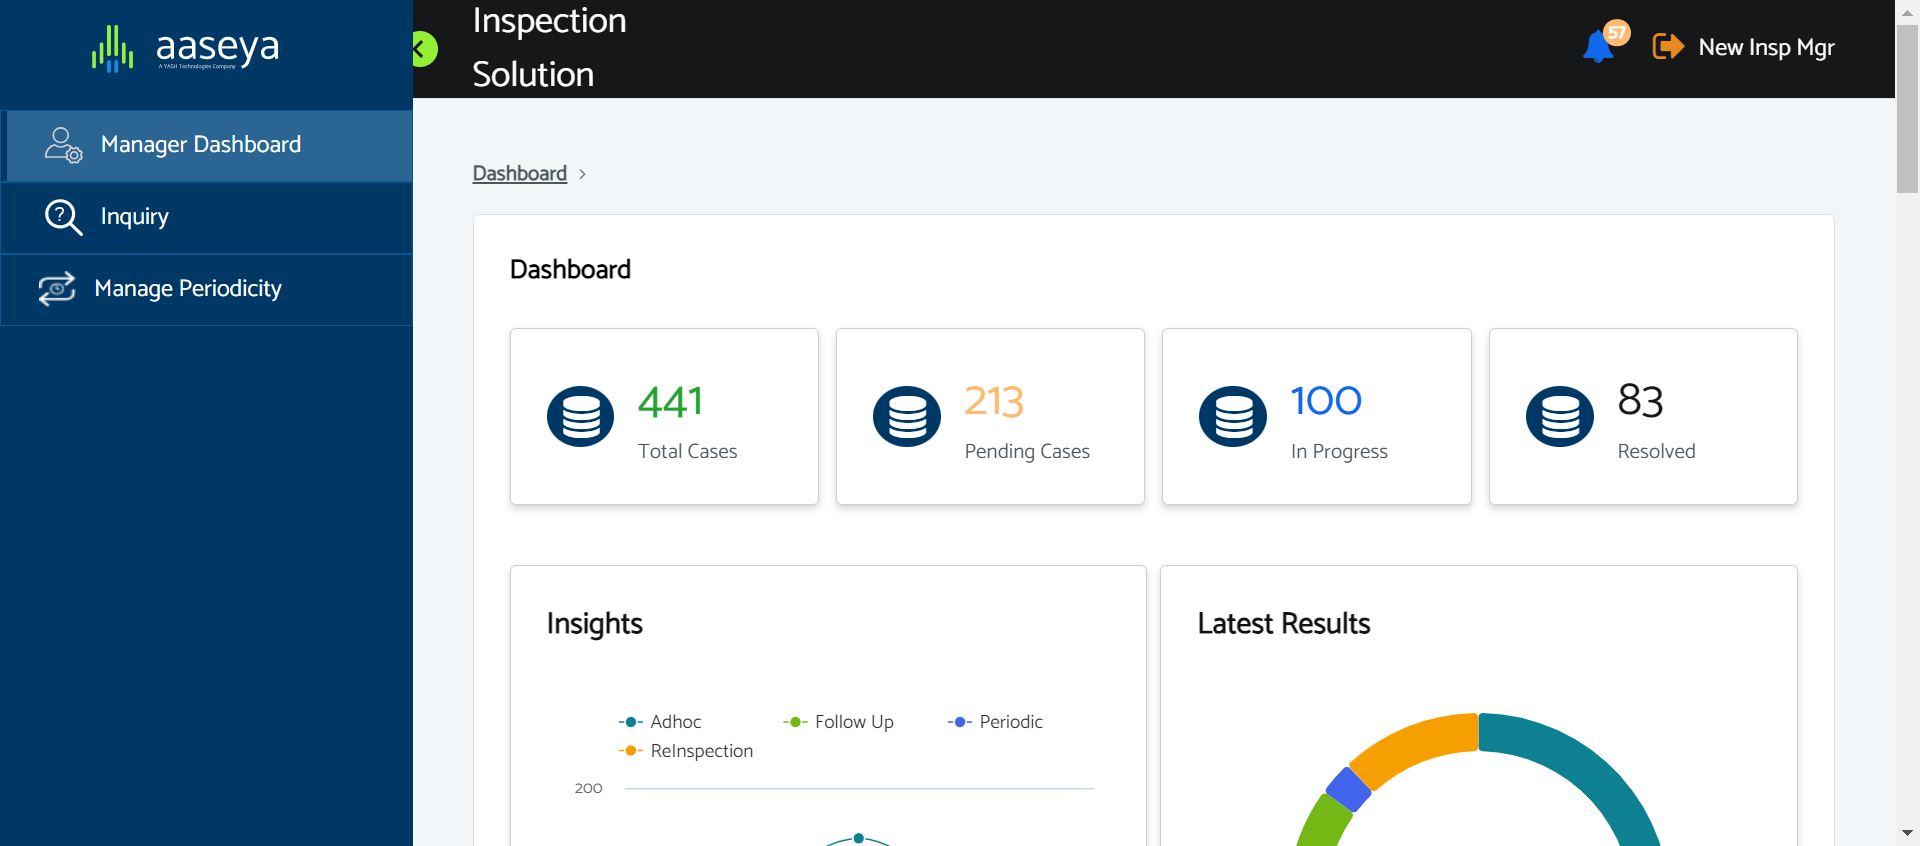 aaseya
A YASH Technologies Company
Manager Dashboard
Inquiry
Manage Periodicity
Inspection
Solution
57
New Insp Mgr
Dashboard
Dashboard
441
Total Cases
213
Pending Cases
100
In Progress
83
Resolved
Insights
Adhoc
Follow Up
Periodic
ReInspection
200
Latest Results